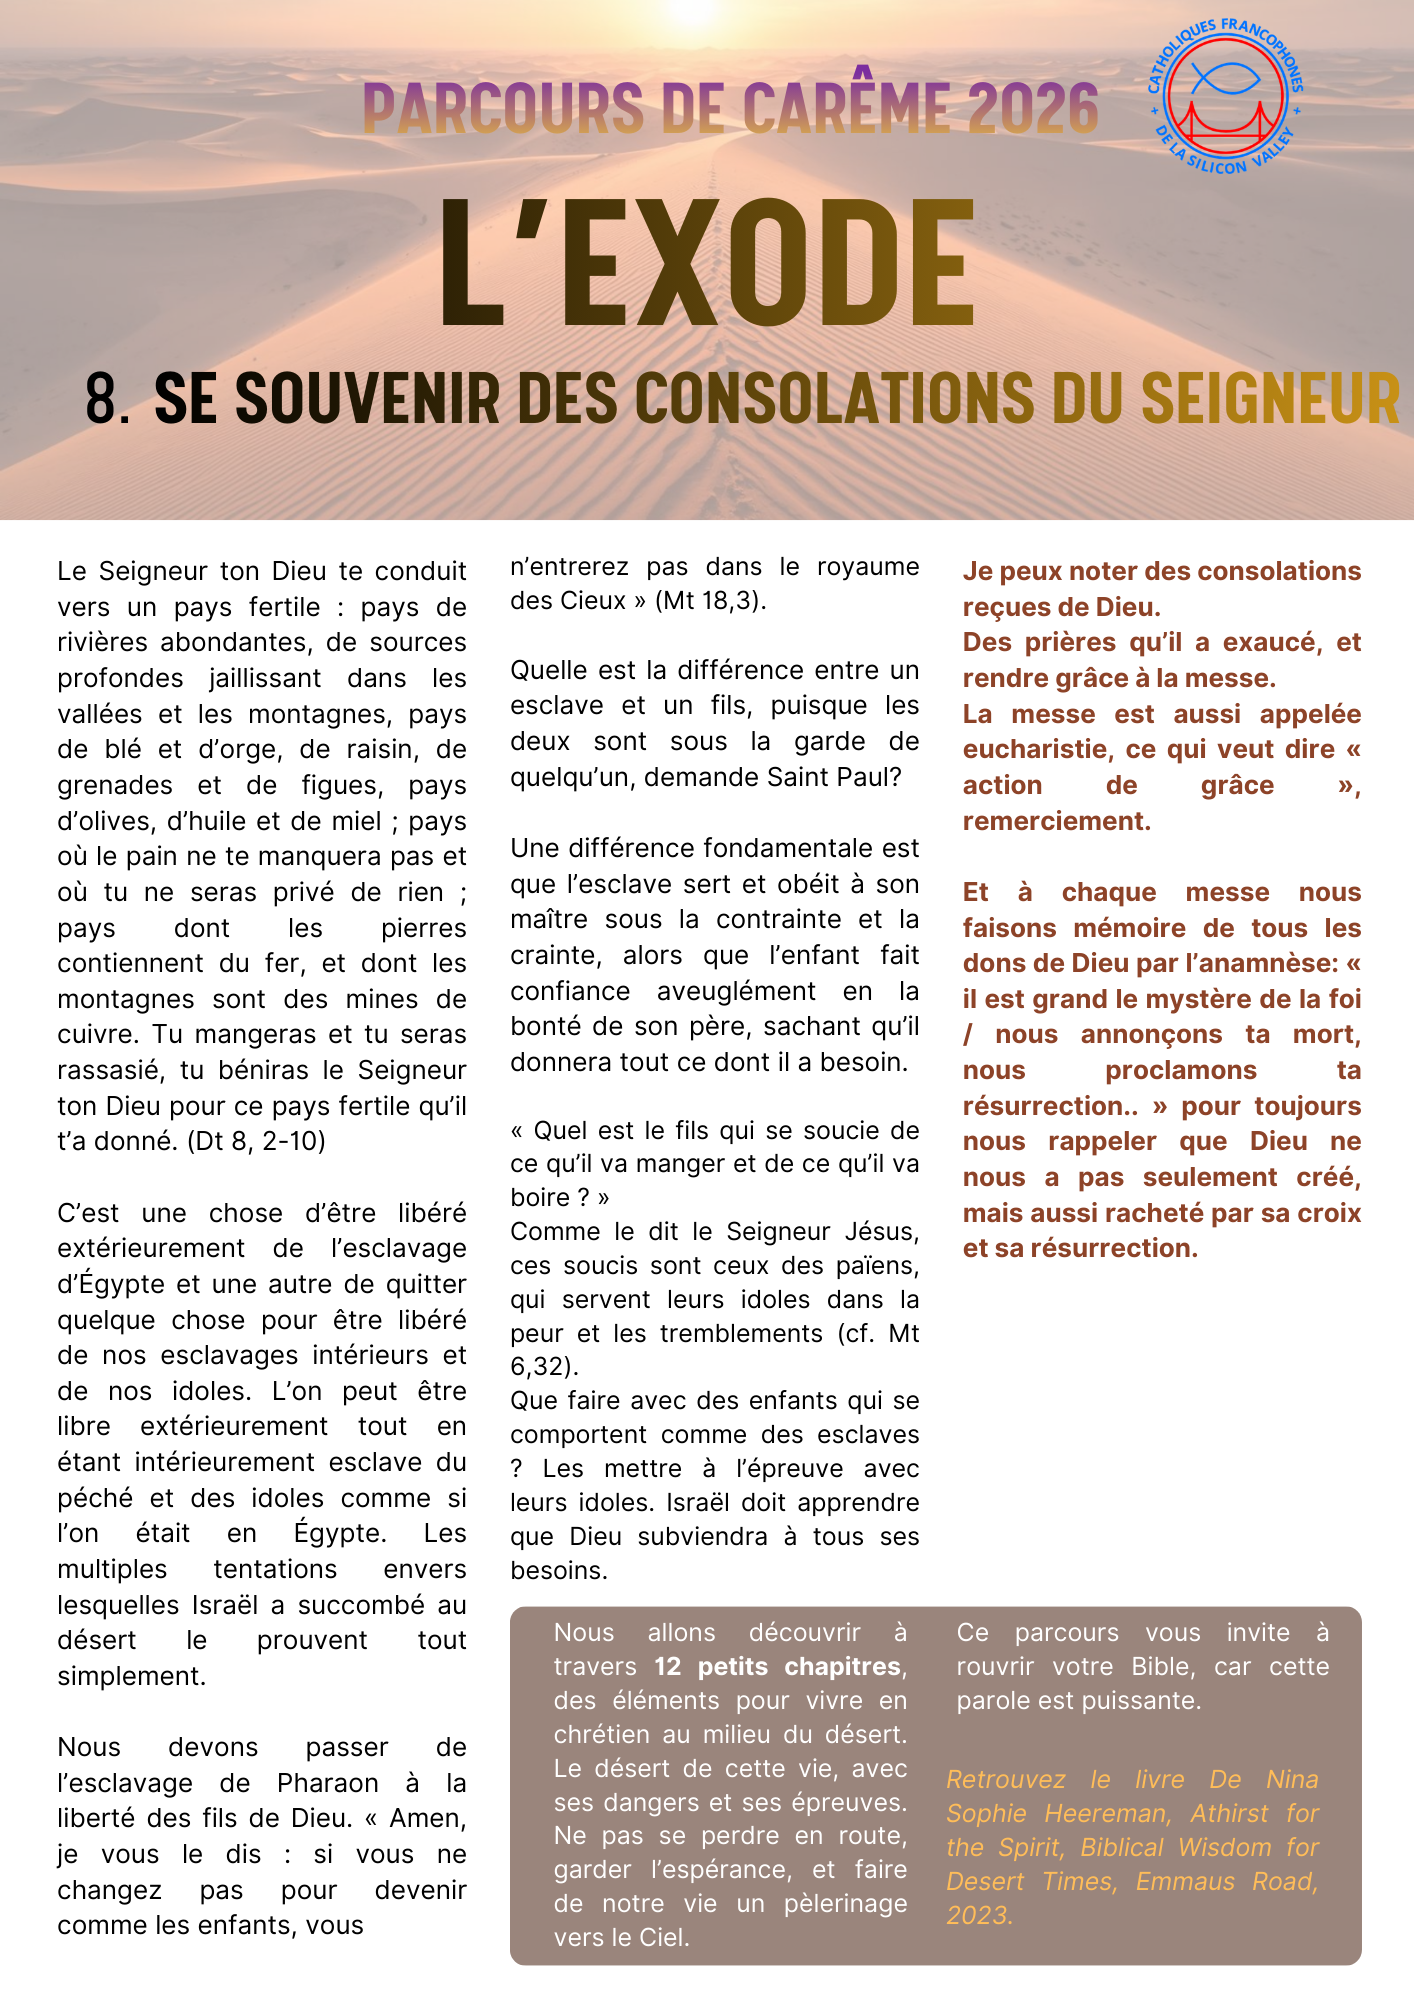 CATHOLIQUES FRANCOPHONES
+ DE LA SILICON VALLEY +
PARCOURS DE CARÊME 2026
L'EXODE
8. SE SOUVENIR DES CONSOLATIONS DU SEIGNEUR
Le Seigneur ton Dieu te conduit
vers un pays fertile : pays de
rivières abondantes, de sources
profondes jaillissant dans les
vallées et les montagnes, pays
de blé et d’orge, de raisin, de
grenades et de figues, pays
d’olives, d’huile et de miel ; pays
où le pain ne te manquera pas et
où tu ne seras privé de rien ;
pays dont les pierres
contiennent du fer, et dont les
montagnes sont des mines de
cuivre. Tu mangeras et tu seras
rassasié, tu béniras le Seigneur
ton Dieu pour ce pays fertile qu’il
t’a donné. (Dt 8, 2-10)
C’est une chose d’être libéré
extérieurement de l’esclavage
d’Égypte et une autre de quitter
quelque chose pour être libéré
de nos esclavages intérieurs et
de nos idoles. L’on peut être
libre extérieurement tout en
étant intérieurement esclave du
péché et des idoles comme si
l’on était en Égypte. Les
multiples tentations envers
lesquelles Israël a succombé au
désert le prouvent tout
simplement.
Nous devons passer de
l’esclavage de Pharaon à la
liberté des fils de Dieu. « Amen,
je vous le dis : si vous ne
changez pas pour devenir
comme les enfants, vous
n’entrerez pas dans le royaume
des Cieux » (Mt 18,3).
Quelle est la différence entre un
esclave et un fils, puisque les
deux sont sous la garde de
quelqu’un, demande Saint Paul?
Une différence fondamentale est
que l’esclave sert et obéit à son
maître sous la contrainte et la
crainte, alors que l’enfant fait
confiance aveuglément en la
bonté de son père, sachant qu’il
donnera tout ce dont il a besoin.
« Quel est le fils qui se soucie de
ce qu’il va manger et de ce qu’il va
boire ? »
Comme le dit le Seigneur Jésus,
ces soucis sont ceux des païens,
qui servent leurs idoles dans la
peur et les tremblements (cf. Mt
6,32).
Que faire avec des enfants qui se
comportent comme des esclaves
? Les mettre à l’épreuve avec
leurs idoles. Israël doit apprendre
que Dieu subviendra à tous ses
besoins.
Je peux noter des consolations
reçues de Dieu.
Des prières qu’il a exaucé, et
rendre grâce à la messe.
La messe est aussi appelée
eucharistie, ce qui veut dire «
action de grâce »,
remerciement.
Et à chaque messe nous
faisons mémoire de tous les
dons de Dieu par l’anamnèse: «
il est grand le mystère de la foi
/ nous annonçons ta mort,
nous proclamons ta
résurrection.. » pour toujours
nous rappeler que Dieu ne
nous a pas seulement créé,
mais aussi racheté par sa croix
et sa résurrection.
Nous allons découvrir à
travers 12 petits chapitres,
des éléments pour vivre en
chrétien au milieu du désert.
Le désert de cette vie, avec
ses dangers et ses épreuves.
Ne pas se perdre en route,
garder l’espérance, et faire
de notre vie un pèlerinage
vers le Ciel.
Ce parcours vous invite à
rouvrir votre Bible, car cette
parole est puissante.
Retrouvez le livre De Nina
Sophie Heereman, Athirst for
the Spirit, Biblical Wisdom for
Desert Times, Emmaus Road,
2023.